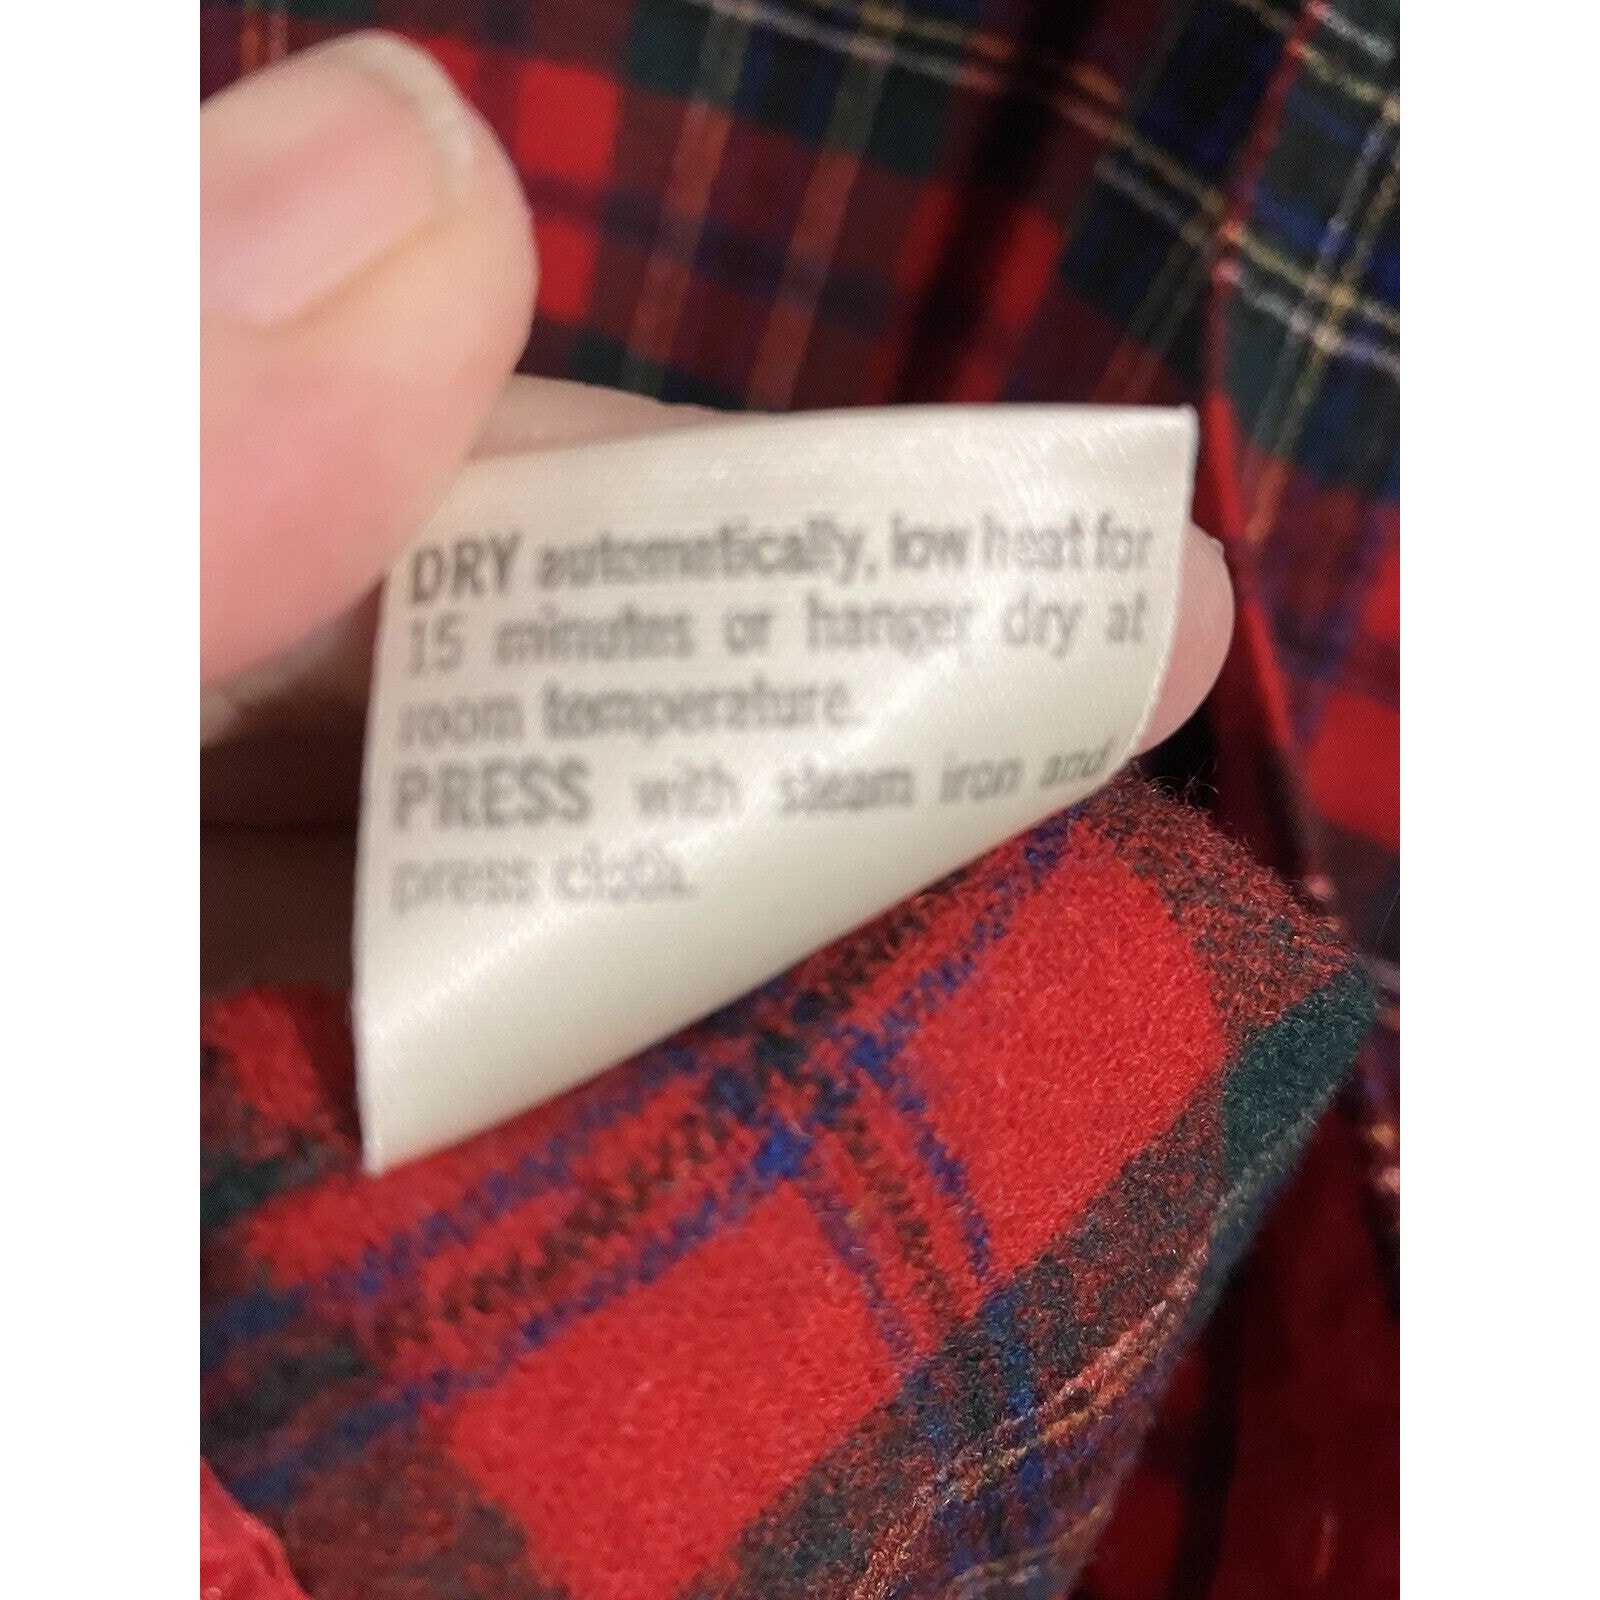 DRY automatically, low heat for
15 minutes or hanger dry at
room temperature.
PRESS with steam iron and
press cloth.